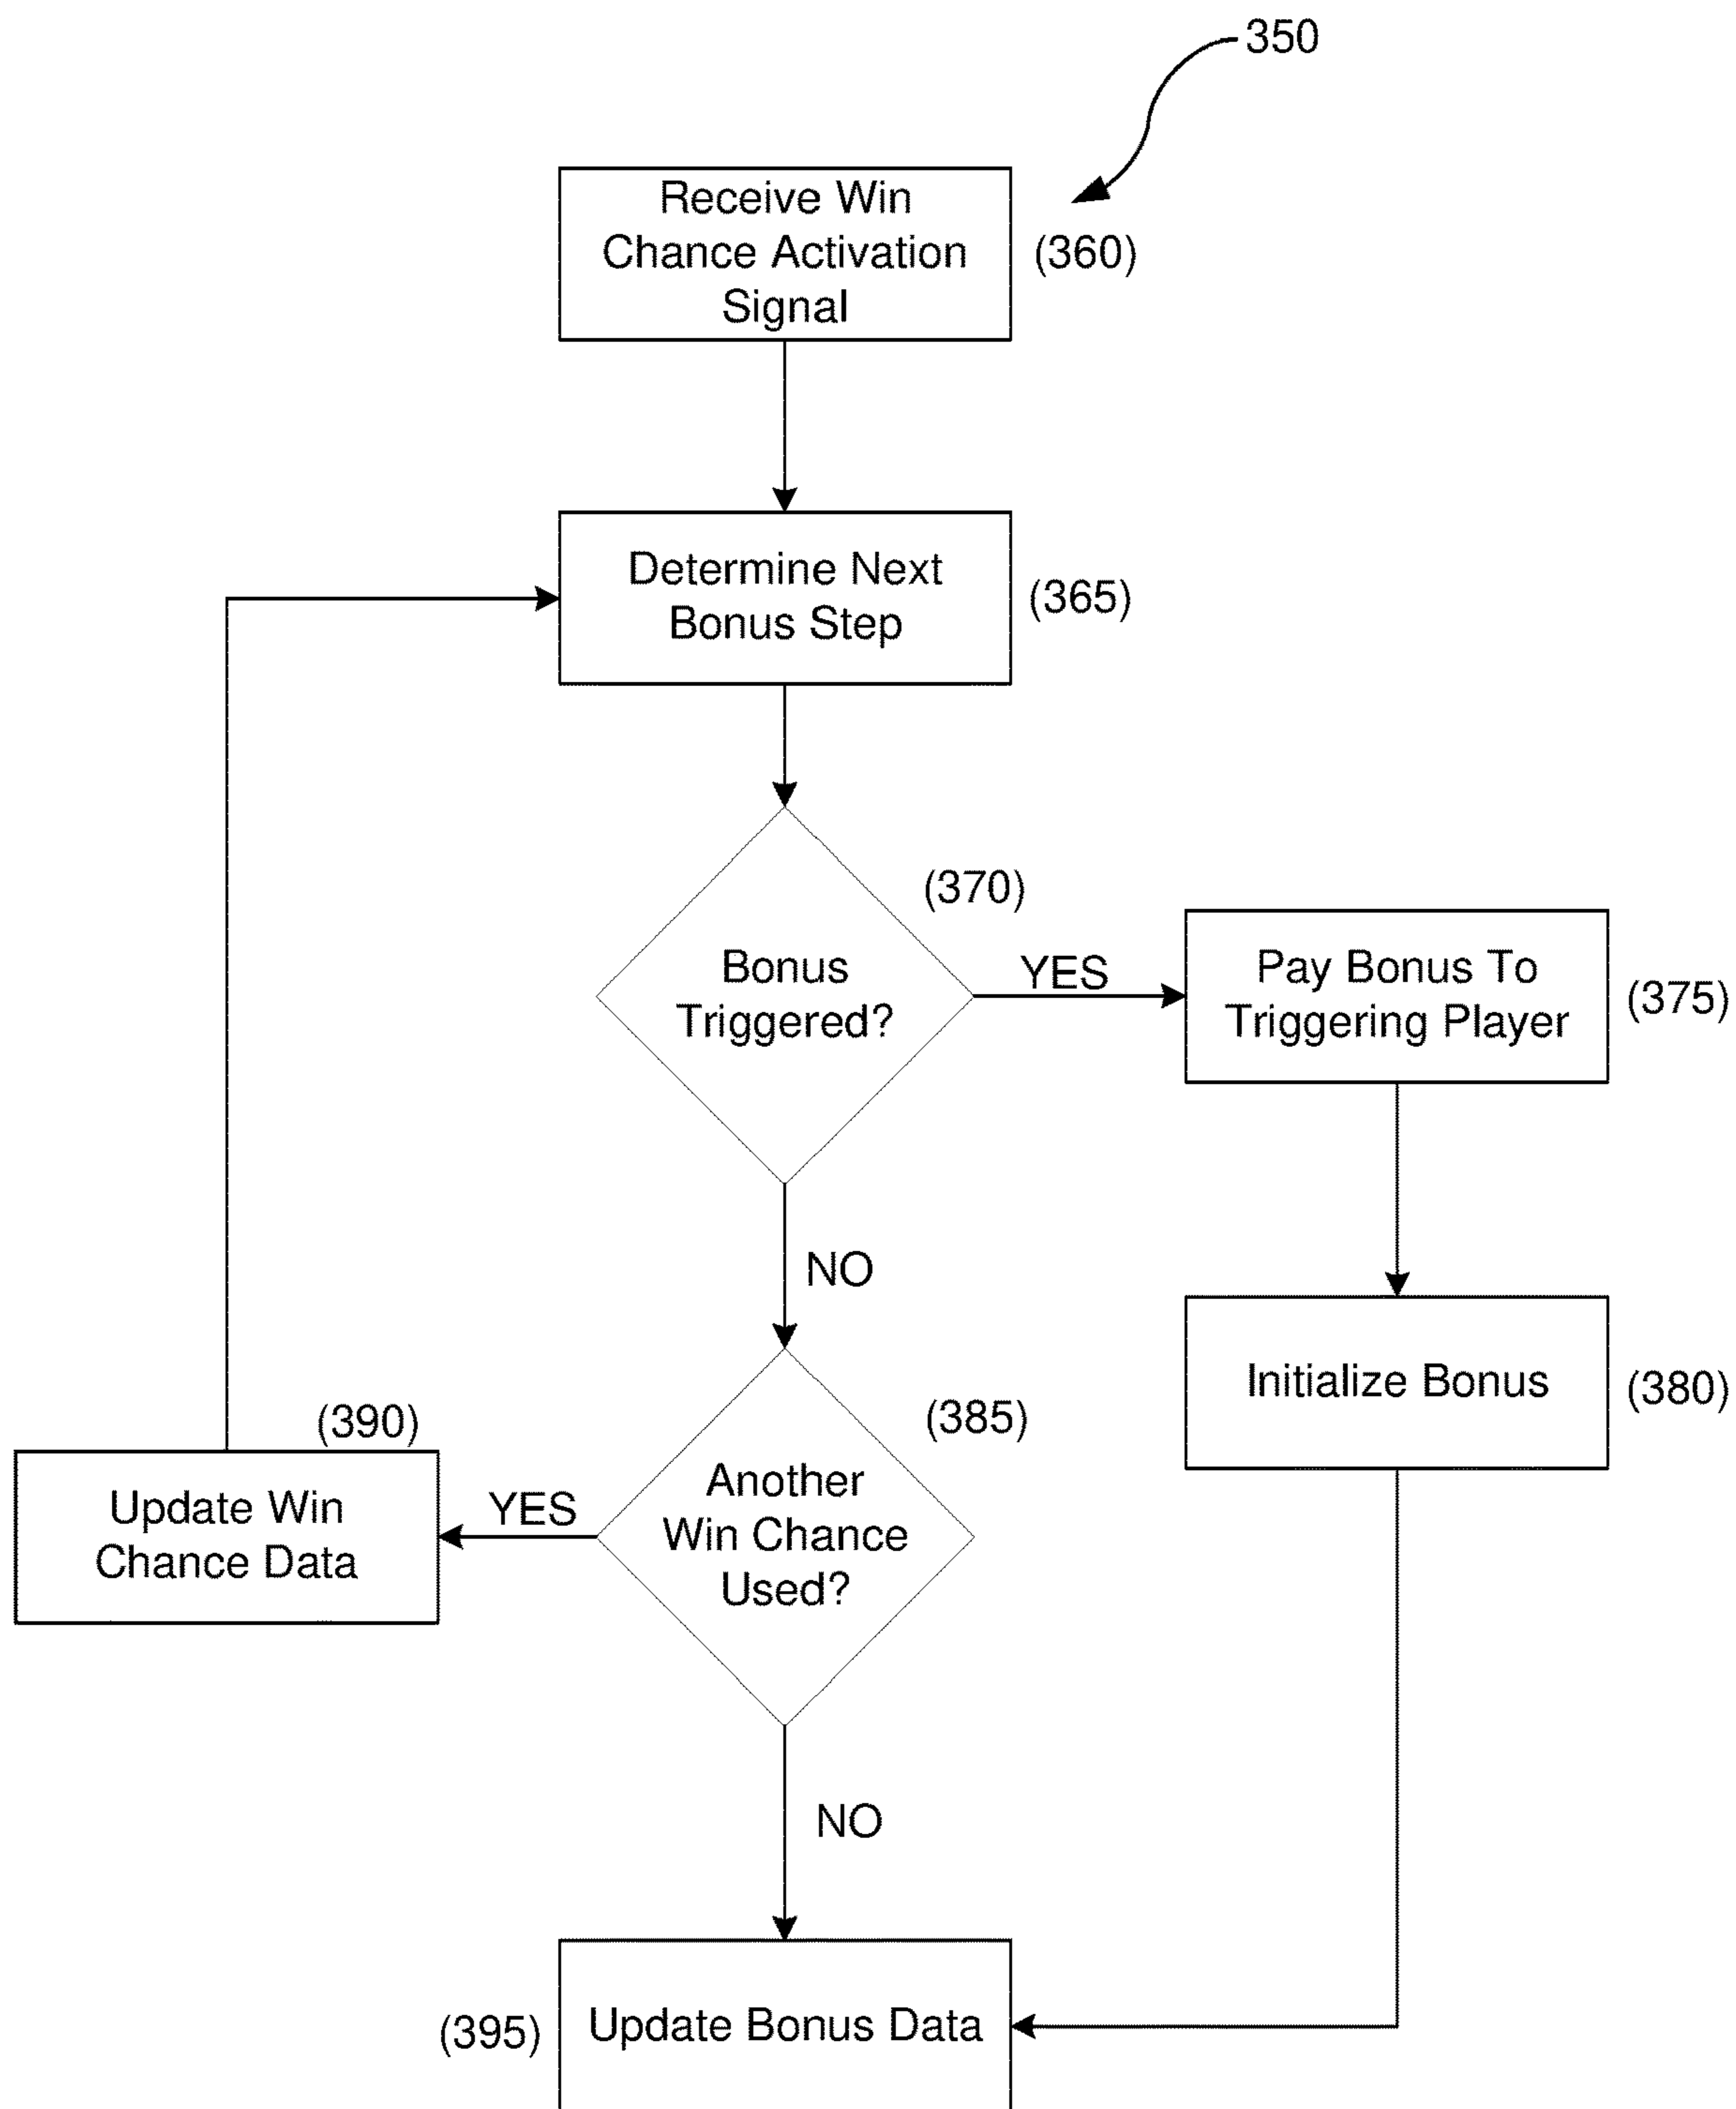 350
Receive Win
Chance Activation
Signal
(360)
Determine Next
Bonus Step
(365)
(370)
Bonus
Triggered?
YES
Pay Bonus To
Triggering Player
(375)
NO
Initialize Bonus
(380)
(385)
(390)
Another
Win Chance
Used?
YES
Update Win
Chance Data
NO
(395)
Update Bonus Data